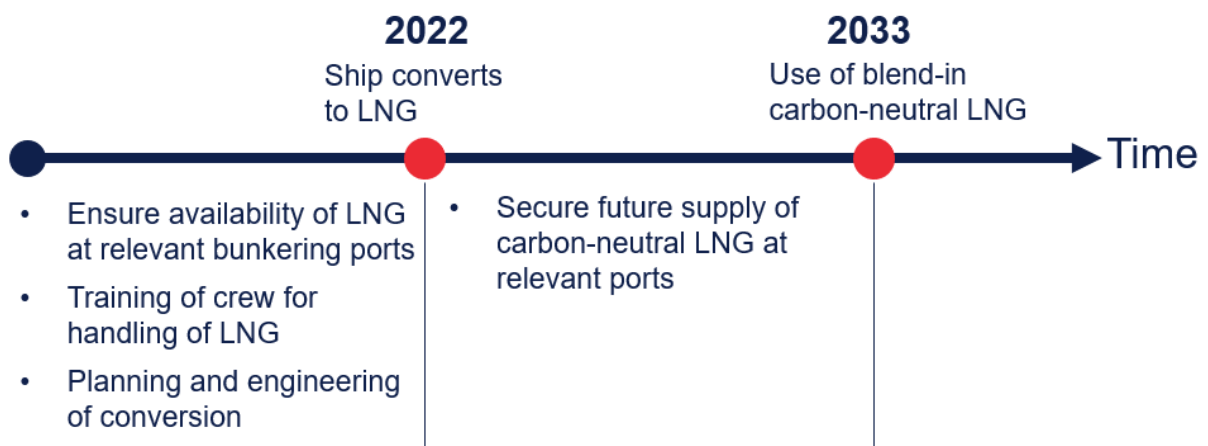 2022
Ship converts
to LNG
2033
Use of blend-in
carbon-neutral LNG
Time
• Ensure availability of LNG
at relevant bunkering ports
• Training of crew for
handling of LNG
• Planning and engineering
of conversion
• Secure future supply of
carbon-neutral LNG at
relevant ports